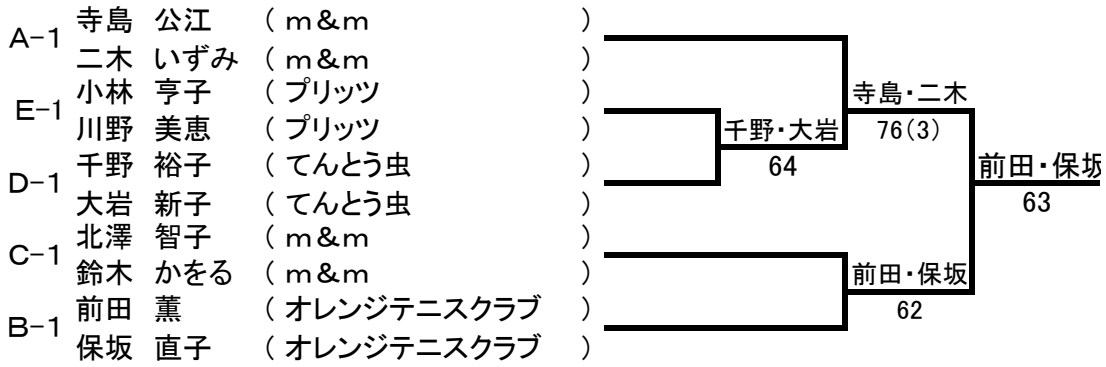 A-1
寺島 公江 ( m&m )
二木 いずみ ( m&m )
E-1
小林 亨子 ( プリッツ )
川野 美恵 ( プリッツ )
D-1
千野 裕子 ( てんとう虫 )
大岩 新子 ( てんとう虫 )
C-1
北澤 智子 ( m&m )
鈴木 かをる ( m&m )
B-1
前田 薫 ( オレンジテニスクラブ )
保坂 直子 ( オレンジテニスクラブ )
千野・大岩
64
寺島・二木
76(3)
前田・保坂
62
前田・保坂
63